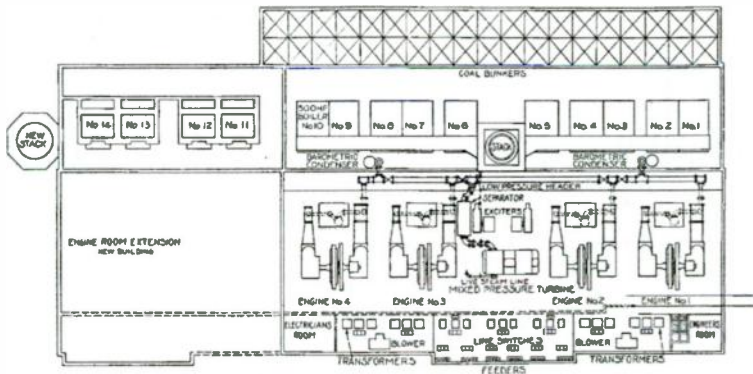 COAL BUNKERS
NEW
STACK
No.14 No.13 No.12 No.11
500 HP
BOILER
No.10 No.9 No.8 No.7 No.6 No.5 No.4 No.3 No.2 No.1
STACK
BAROMETRIC
CONDENSER
BAROMETRIC
CONDENSER
LOW PRESSURE HEADER
SEPARATOR
EXCITERS
ENGINE ROOM EXTENSION
NEW BUILDING
LIVE STEAM LINE
MIXED PRESSURE TURBINE
ENGINE No.4 ENGINE No.3 ENGINE No.2 ENGINE No.1
ELECTRICIANS
ROOM
BLOWER
LINE SWITCHES
BLOWER
ENGINEERS
ROOM
TRANSFORMERS TRANSFORMERS
FEEDERS